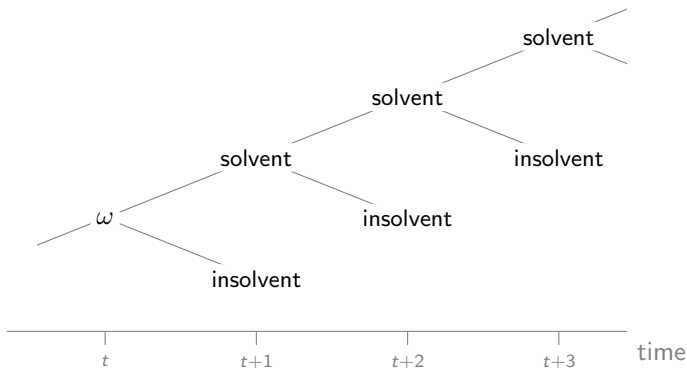 solvent
solvent
solvent insolvent
ω insolvent
insolvent
t t+1 t+2 t+3 time